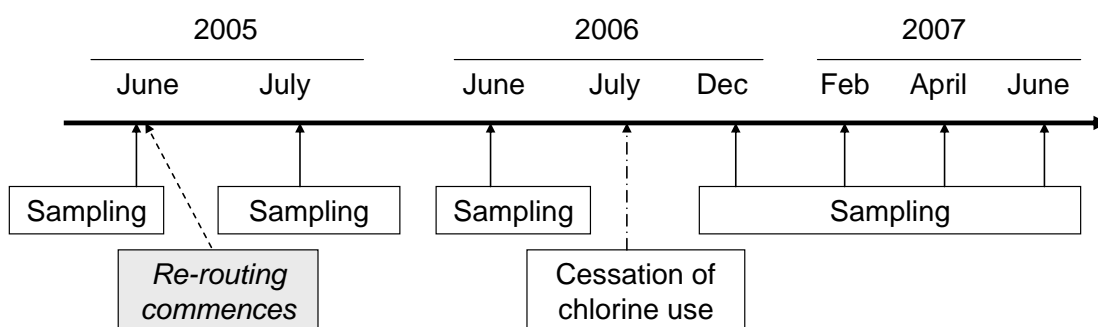 2005 2006 2007
June July June July Dec Feb April June
Sampling Sampling Sampling Sampling
Re-routing
commences
Cessation of
chlorine use